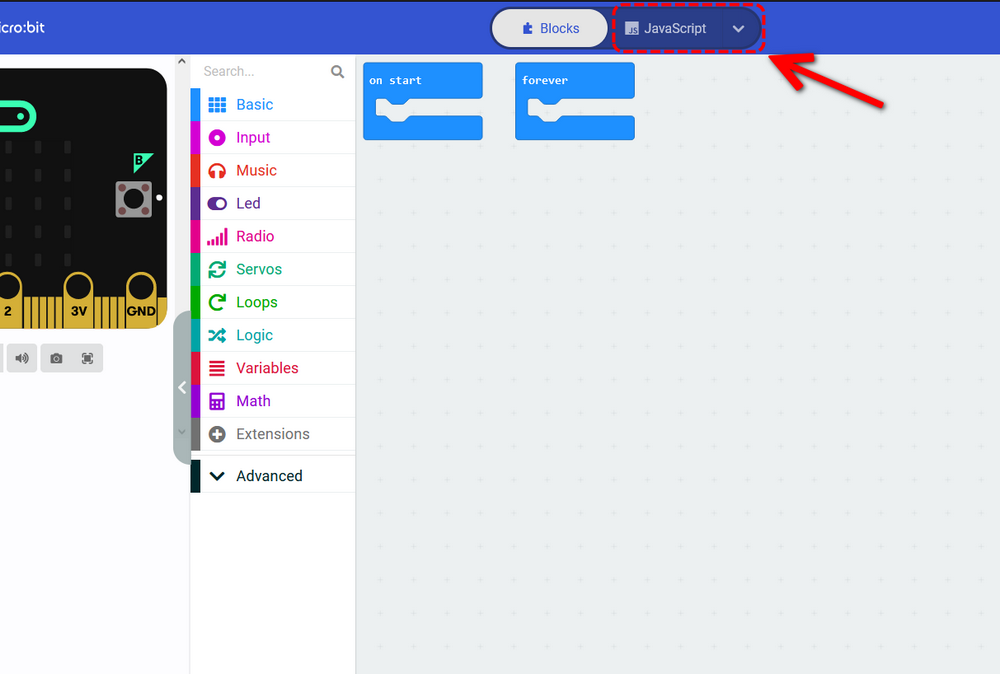 icro:bit
Blocks
JS JavaScript
Search...
on start
forever
Basic
Input
Music
Led
Radio
Servos
Loops
Logic
Variables
Math
Extensions
Advanced
B
2 3V GND